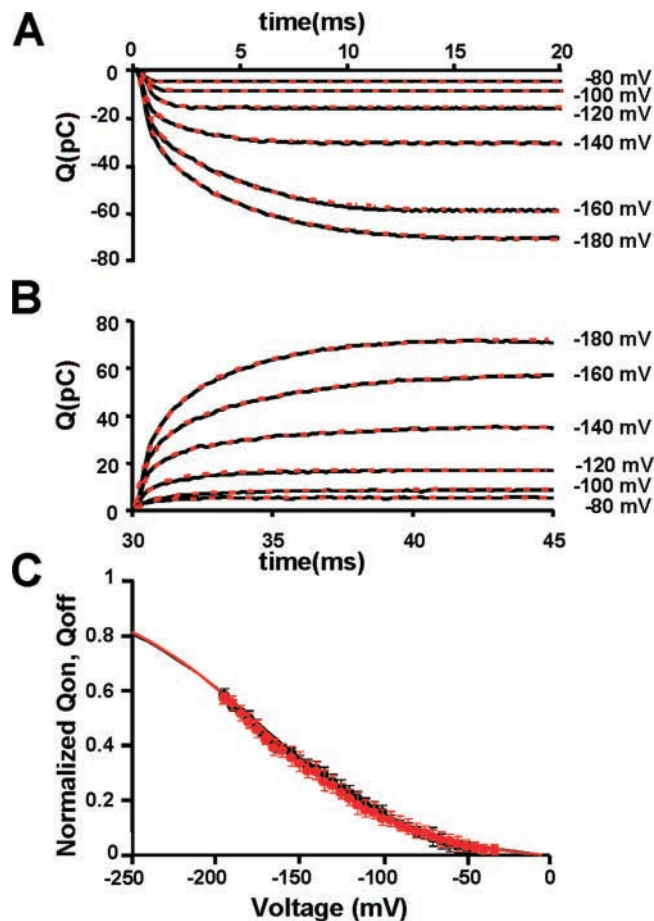 A
time(ms)
0 5 10 15 20
Q(pC)
0
-20
-40
-60
-80
-80 mV
-100 mV
-120 mV
-140 mV
-160 mV
-180 mV
B
Q(pC)
80
60
40
20
0
-180 mV
-160 mV
-140 mV
-120 mV
-100 mV
-80 mV
30 35 40 45
time(ms)
C
Normalized Qon, Qoff
1
0.8
0.6
0.4
0.2
0
-250 -200 -150 -100 -50 0
Voltage (mV)